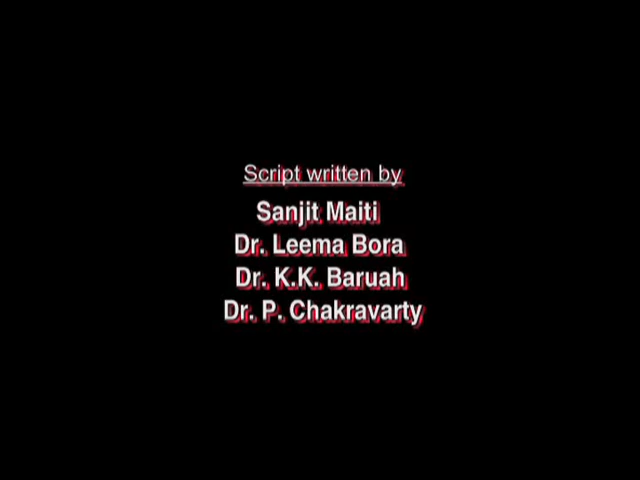 Script written by
Sanjit Maiti
Dr. Leema Bora
Dr. K.K. Baruah
Dr. P. Chakravarty